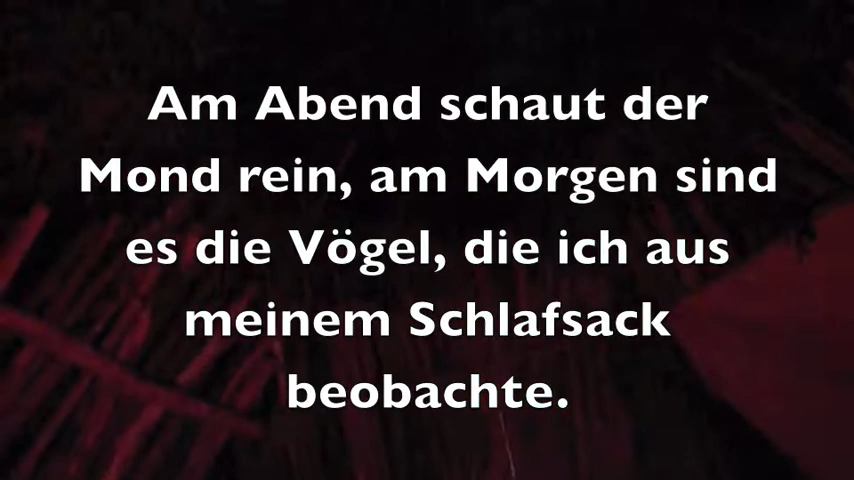 Am Abend schaut der
Mond rein, am Morgen sind
es die Vögel, die ich aus
meinem Schlafsack
beobachte.